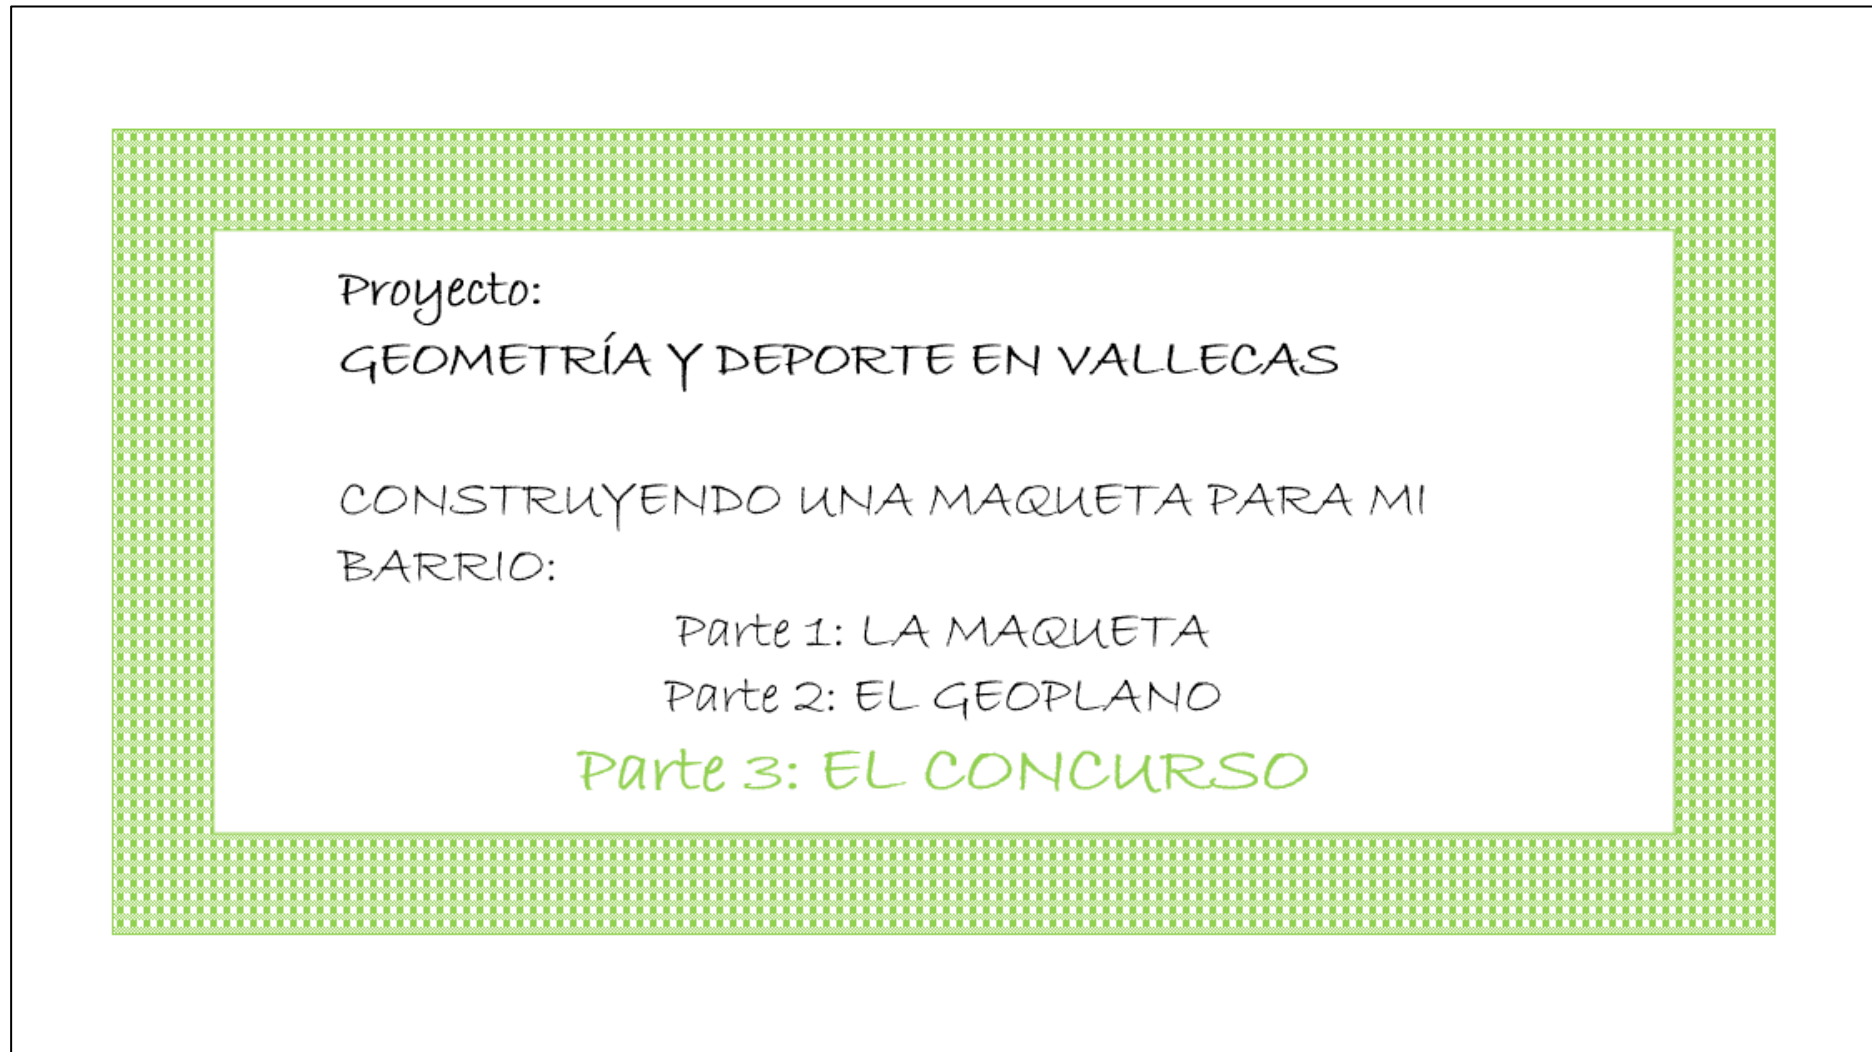 Proyecto:
GEOMETRÍA Y DEPORTE EN VALLECAS
CONSTRUYENDO UNA MAQUETA PARA MI
BARRIO:
Parte 1: LA MAQUETA
Parte 2: EL GEOPLANO
Parte 3: EL CONCURSO